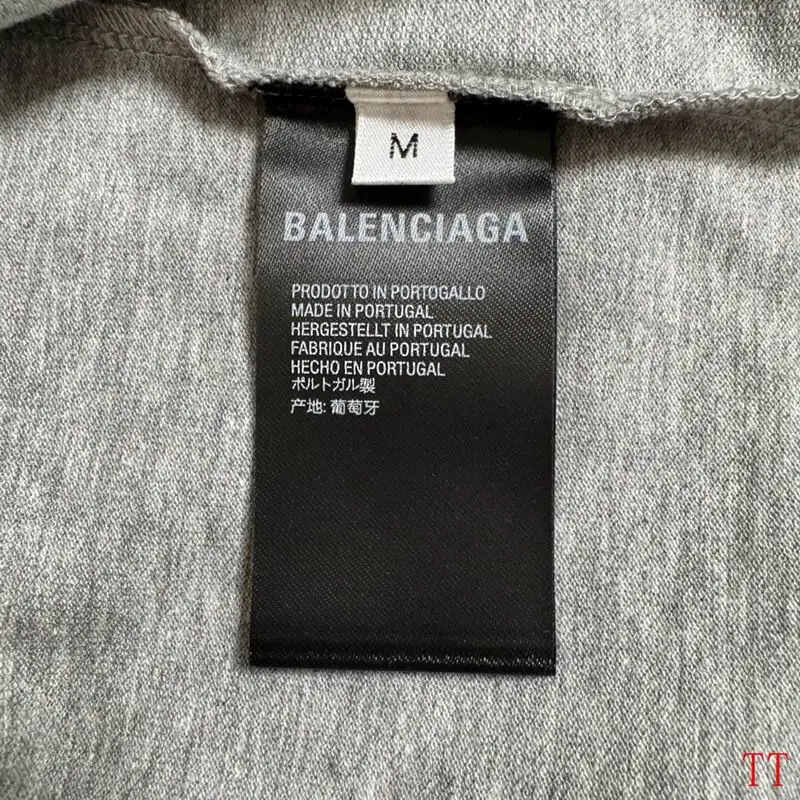 M
BALENCIAGA
PRODOTTO IN PORTOGALLO
MADE IN PORTUGAL
HERGESTELLT IN PORTUGAL
FABRIQUE AU PORTUGAL
HECHO EN PORTUGAL
ポルトガル製
产地: 葡萄牙
TT